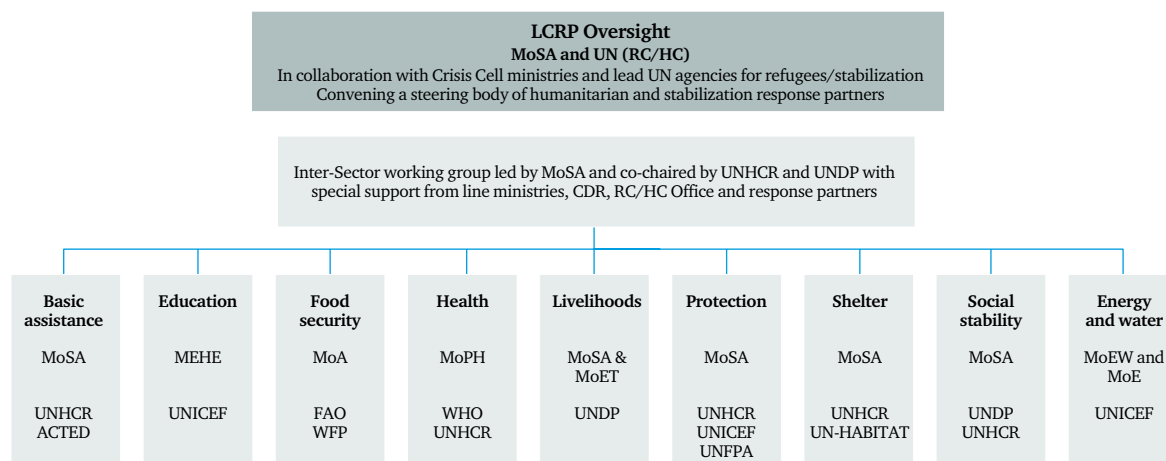 LCRP Oversight
MoSA and UN (RC/HC)
In collaboration with Crisis Cell ministries and lead UN agencies for refugees/stabilization
Convening a steering body of humanitarian and stabilization response partners
Inter-Sector working group led by MoSA and co-chaired by UNHCR and UNDP with
special support from line ministries, CDR, RC/HC Office and response partners
Basic
assistance
MoSA
UNHCR
ACTED
Education
MEHE
UNICEF
Food
security
MoA
FAO
WFP
Health
MoPH
WHO
UNHCR
Livelihoods
MoSA &
MoET
UNDP
Protection
MoSA
UNHCR
UNICEF
UNFPA
Shelter
MoSA
UNHCR
UN-HABITAT
Social
stability
MoSA
UNDP
UNHCR
Energy
and water
MoEW and
MoE
UNICEF